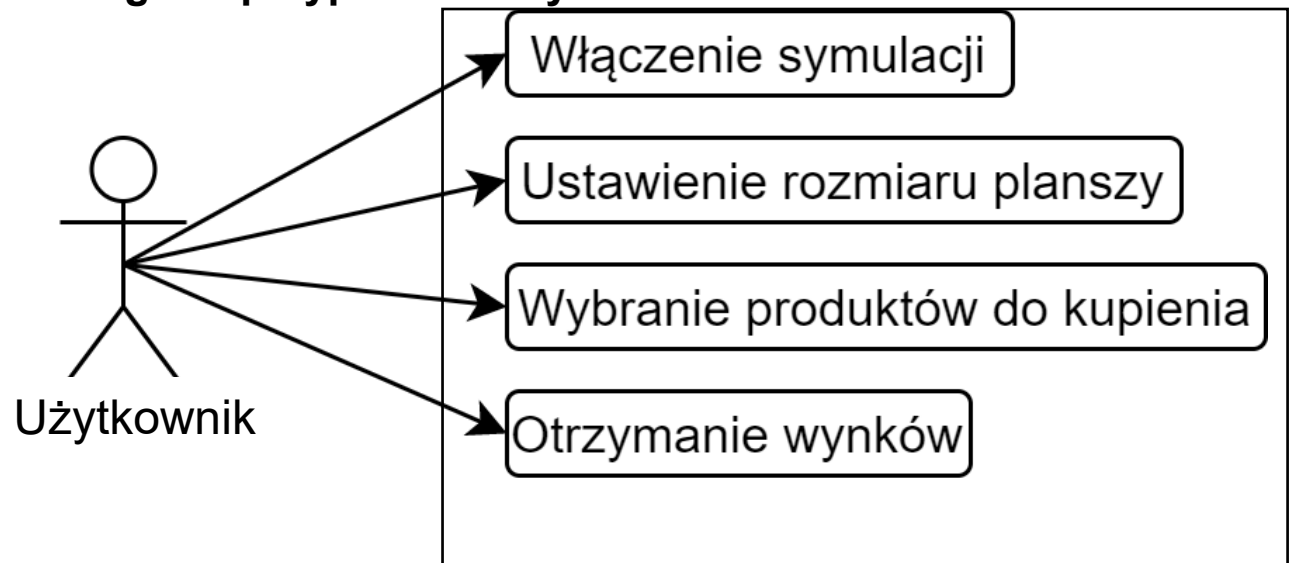 Włączenie symulacji
Ustawienie rozmiaru planszy
Wybranie produktów do kupienia
Otrzymanie wynków
Użytkownik